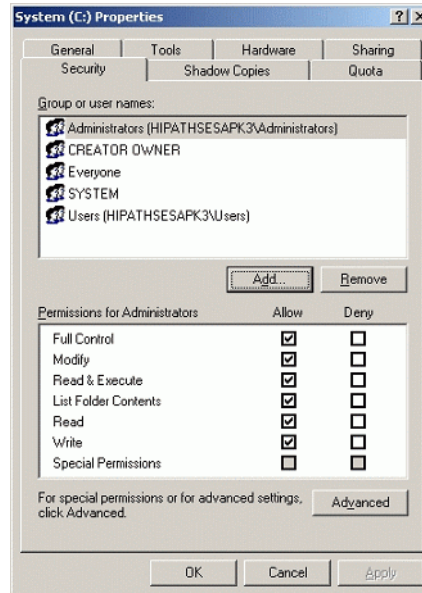 System (C:) Properties
General Tools Hardware Sharing
Security Shadow Copies Quota
Group or user names:
Administrators (HIPATHSESAPK3\Administrators)
CREATOR OWNER
Everyone
SYSTEM
Users (HIPATHSESAPK3\Users)
Add... Remove
Permissions for Administrators Allow Deny
Full Control
Modify
Read & Execute
List Folder Contents
Read
Write
Special Permissions
For special permissions or for advanced settings, Advanced
click Advanced.
OK Cancel Apply